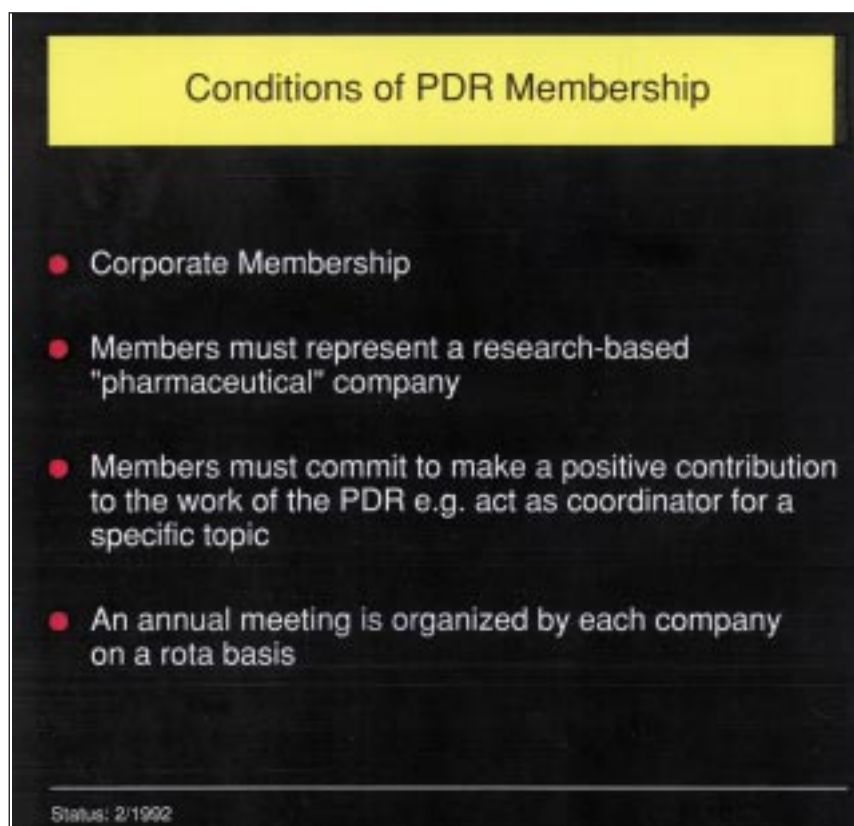 Conditions of PDR Membership
Corporate Membership
Members must represent a research-based
"pharmaceutical" company
Members must commit to make a positive contribution
to the work of the PDR e.g. act as coordinator for a
specific topic
An annual meeting is organized by each company
on a rota basis
Status: 2/1992